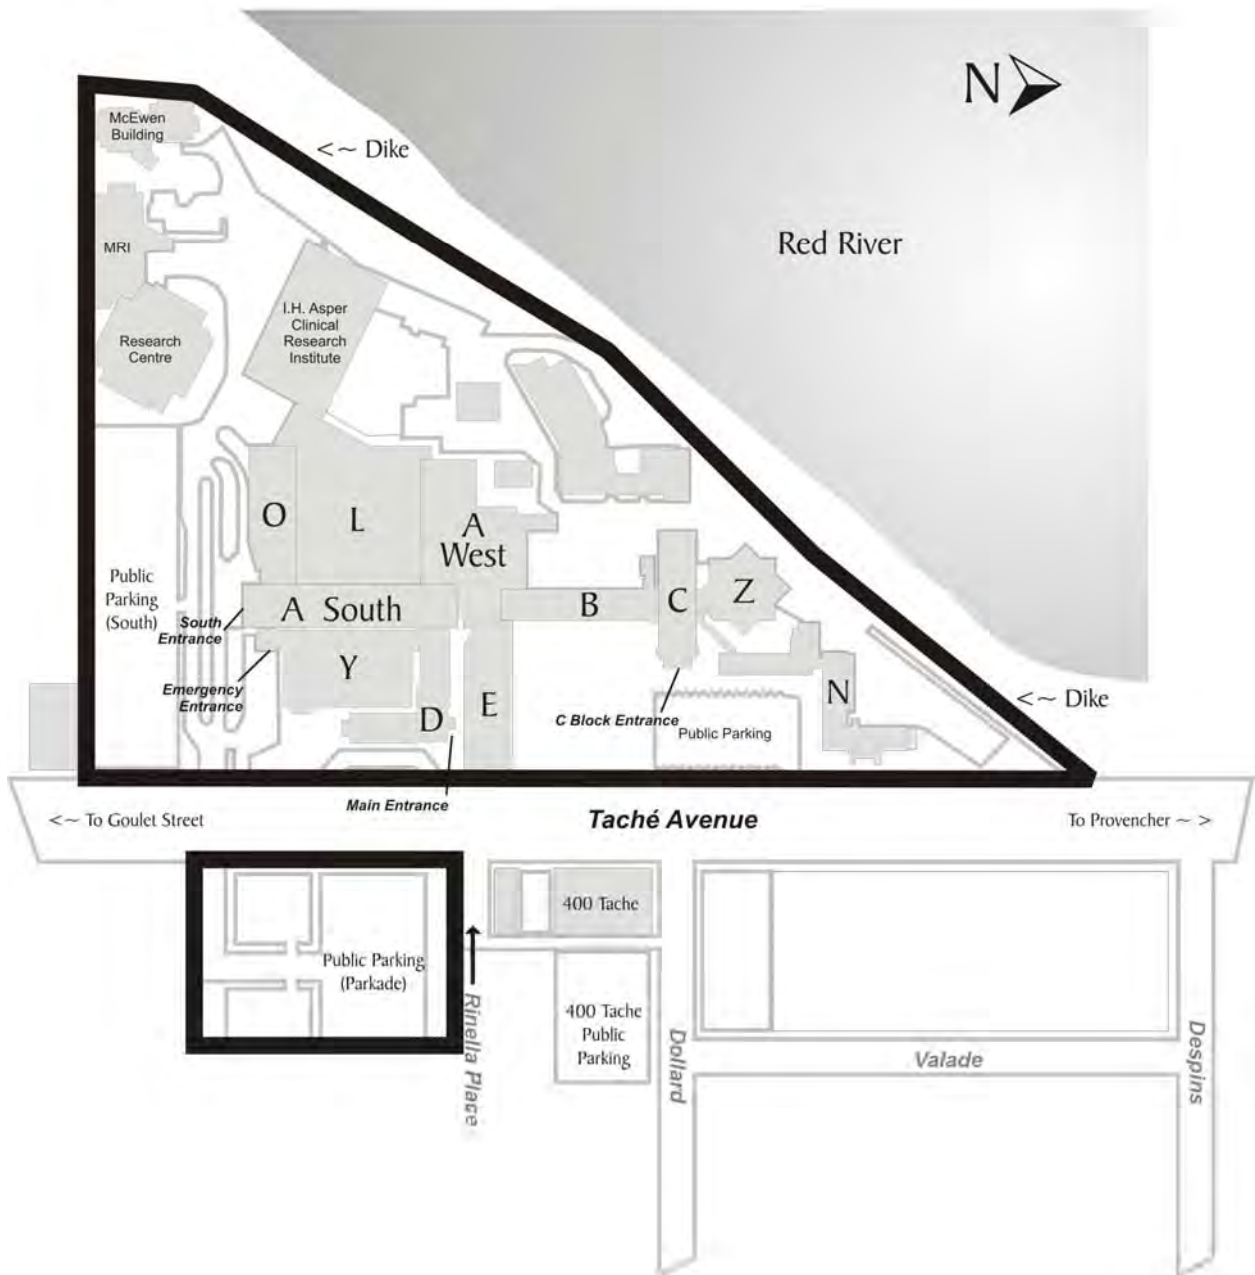 N
McEwen
Building
<~ Dike
MRI
Red River
I.H. Asper
Clinical
Research
Institute
Research
Centre
O
L
A
West
Public
Parking
(South)
South
Entrance
A South
B
C
Z
Emergency
Entrance
Y
D
E
N
C Block Entrance
Public Parking
<~ Dike
Main Entrance
<~ To Goulet Street
Taché Avenue
To Provencher ~ >
400 Tache
Public Parking
(Parkade)
Rinella Place
400 Tache
Public
Parking
Dollard
Valade
Despins